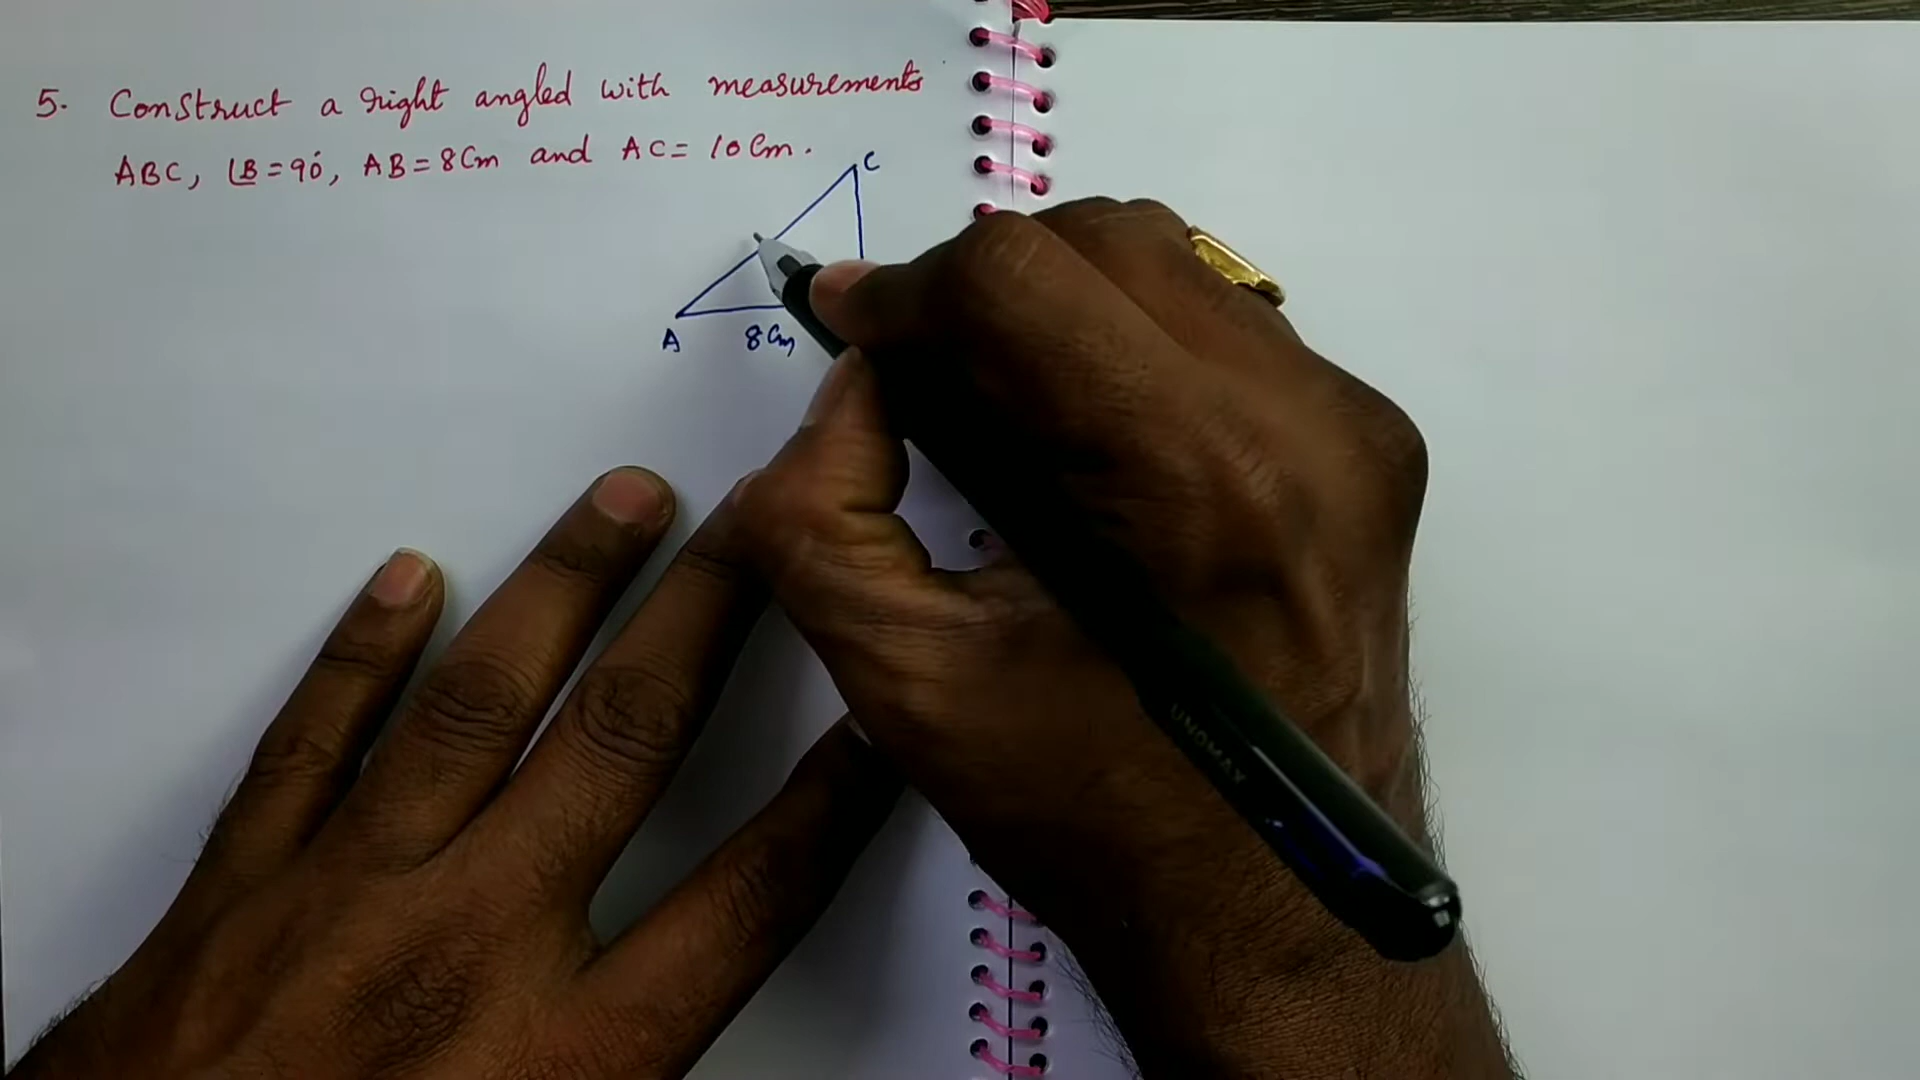 5. Construct a right angled with measurements
ABC, ∠B = 90°, AB = 8 Cm and AC = 10 Cm.
C
A
8 Cm
UNOMAX